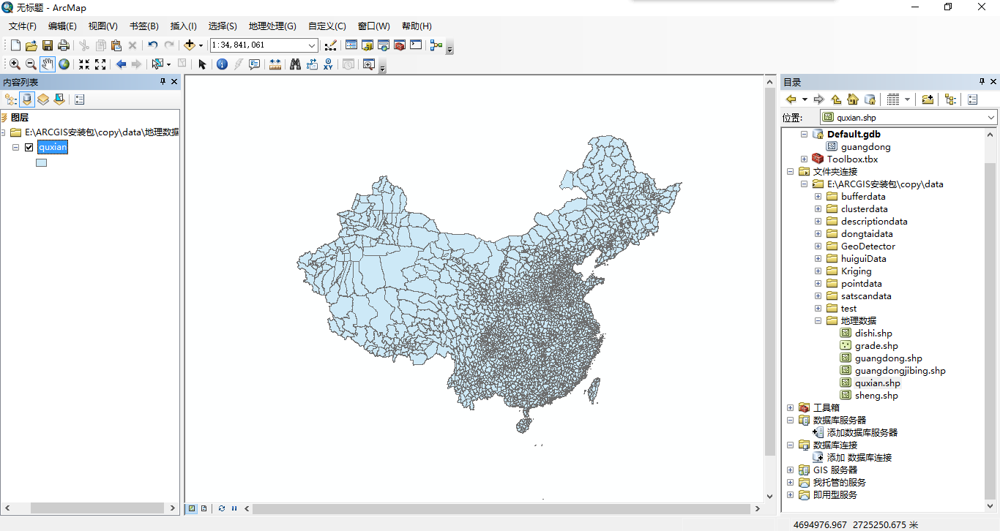 无标题 - ArcMap
文件(F) 编辑(E) 视图(V) 书签(B) 插入(I) 选择(S) 地理处理(G) 自定义(C) 窗口(W) 帮助(H)
1:34,841,061
内容列表
图层
E:\ARCGIS安装包\copy\data\地理数据
quxian
目录
位置: quxian.shp
Default.gdb
guangdong
Toolbox.tbx
文件夹连接
E:\ARCGIS安装包\copy\data
bufferdata
clusterdata
descriptiondata
dongtaidata
GeoDetector
huiguiData
Kriging
pointdata
satscandata
test
地理数据
dishi.shp
grade.shp
guangdong.shp
guangdongjibing.shp
quxian.shp
sheng.shp
工具箱
数据库服务器
添加数据库服务器
数据库连接
添加 数据库连接
GIS 服务器
我托管的服务
即用型服务
4694976.967 2725250.675 米